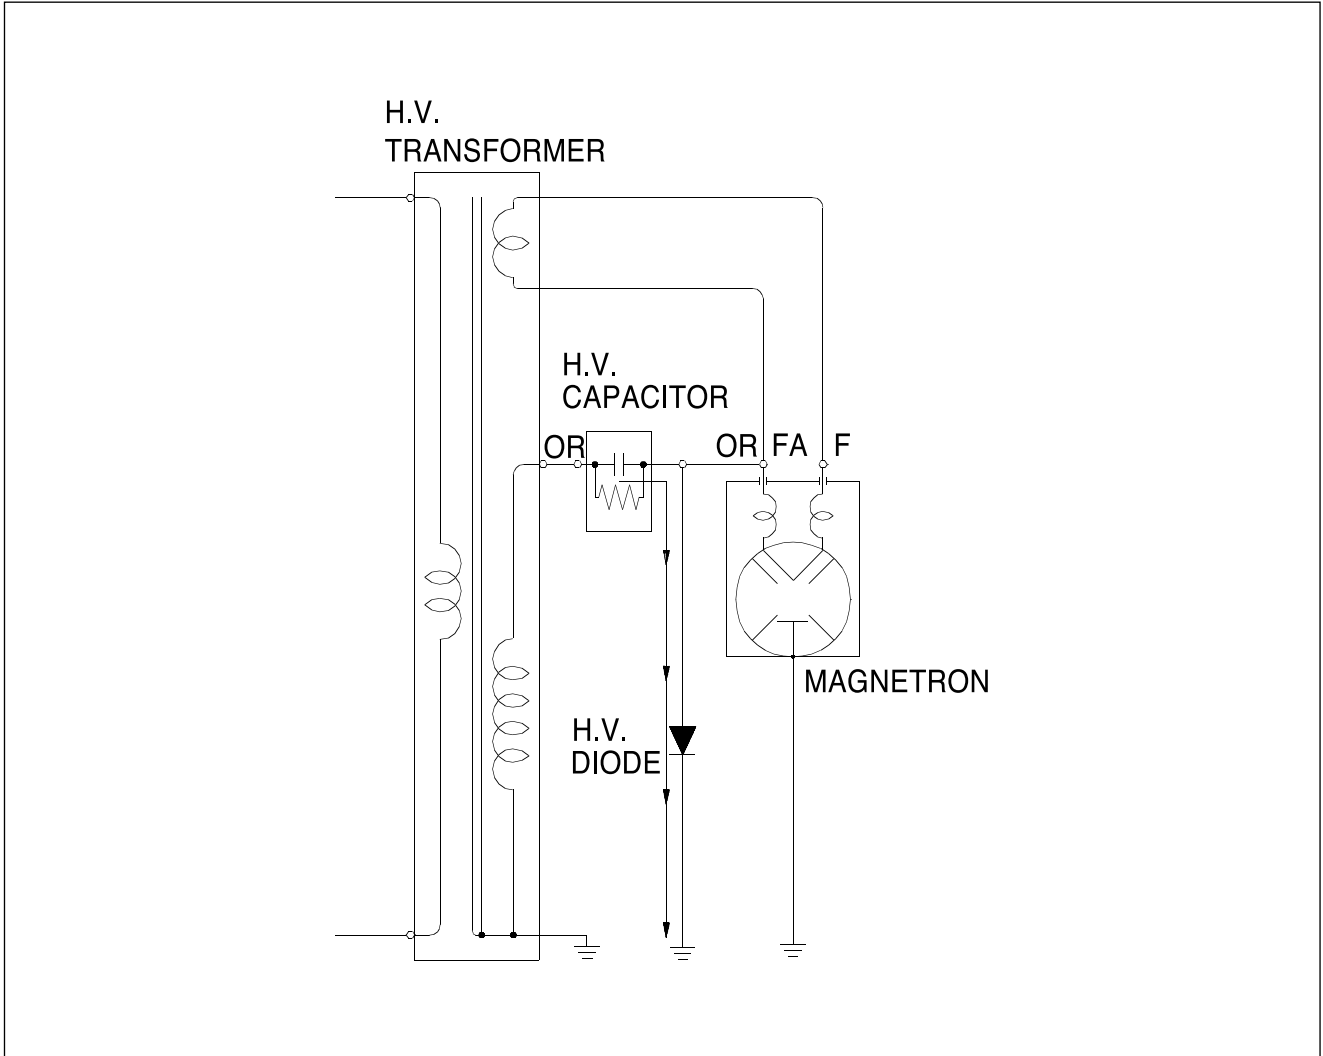 H.V.
TRANSFORMER
H.V.
CAPACITOR
OR
OR FA F
MAGNETRON
H.V.
DIODE